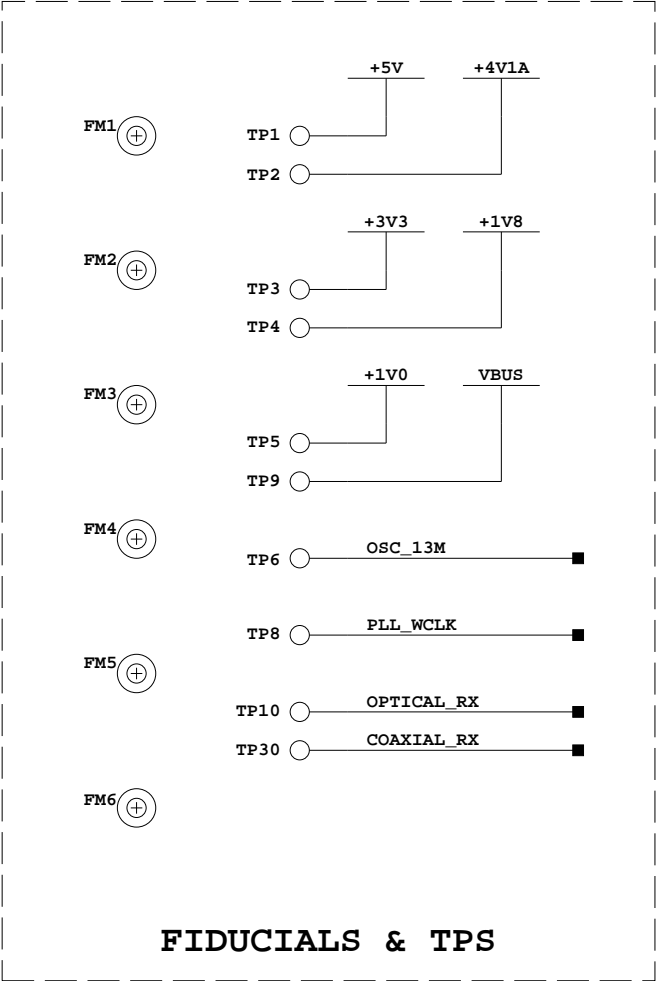 +5V +4V1A
FM1 TP1
TP2
+3V3 +1V8
FM2 TP3
TP4
+1V0 VBUS
FM3 TP5
TP9
FM4 TP6 OSC_13M
TP8 PLL_WCLK
FM5 TP10 OPTICAL_RX
TP30 COAXIAL_RX
FM6
FIDUCIALS & TPS